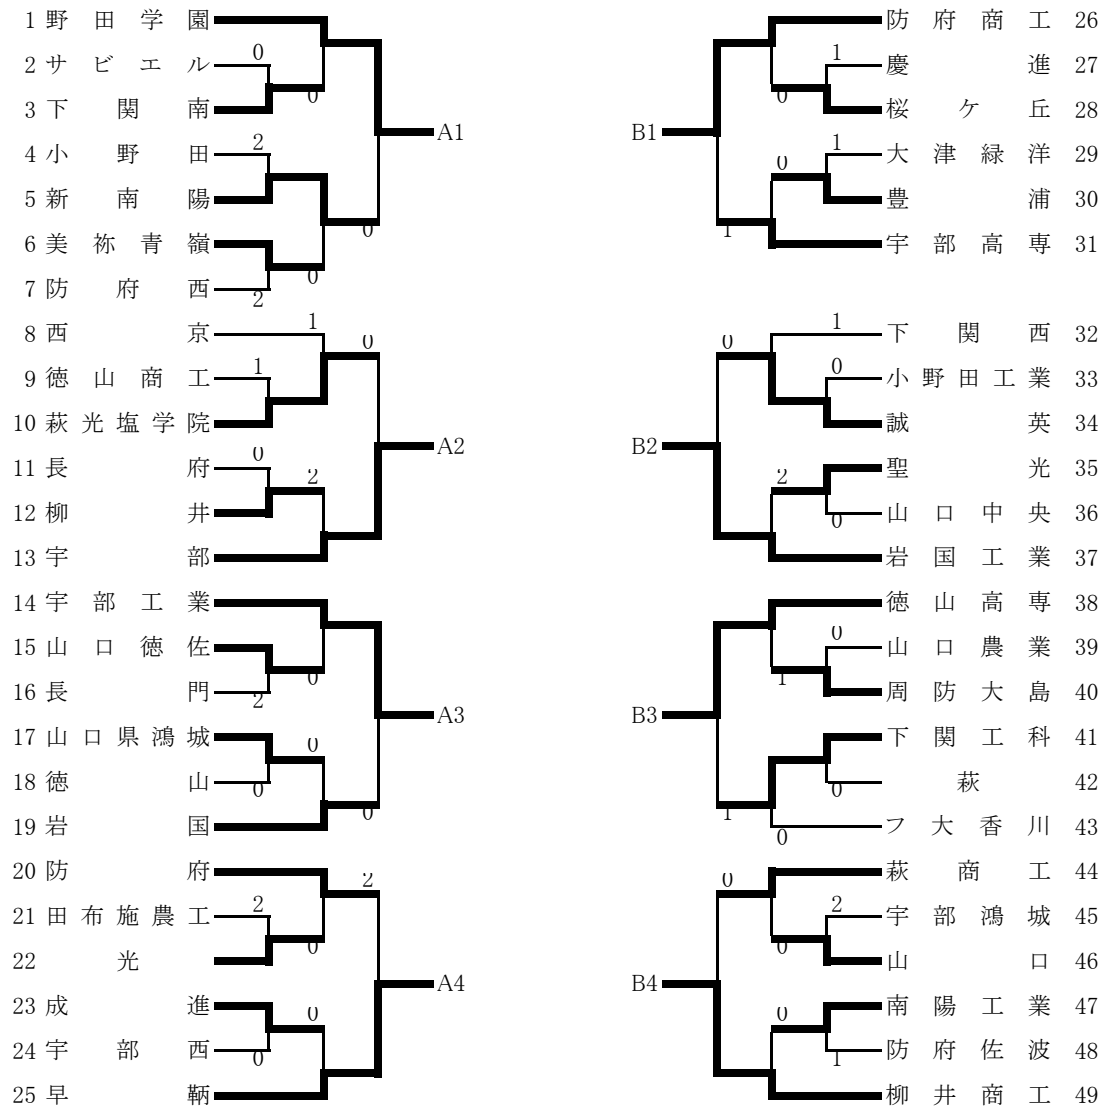 1 野田学園 防府商工 26
0 1
2 サビエル 慶進 27
0 0
3 下関南 桜ケ丘 28
A1 B1
2 1
4 小野田 大津緑洋 29
0
5 新南陽 豊浦 30
0 1
6 美祢青嶺 宇部高専 31
0
7 防府西
2
1 1
8 西京 下関西 32
0 0
1 0
9 徳山商工 小野田工業 33
10 萩光塩学院 誠英 34
A2 B2
0
11 長府 聖光 35
2 2
12 柳井 山口中央 36
0
13 宇部 岩国工業 37
14 宇部工業 徳山高専 38
0
15 山口徳佐 山口農業 39
0 1
16 長門 周防大島 40
2
A3 B3
17 山口県鴻城 下関工科 41
0
18 徳山 萩 42
0 0
0 1
19 岩国 フ大香川 43
0
20 防府 萩商工 44
2 0
2 2
21 田布施農工 宇部鴻城 45
0 0
22 光 山口 46
A4 B4
23 成進 南陽工業 47
0 0
24 宇部西 防府佐波 48
0 1
25 早鞆 柳井商工 49